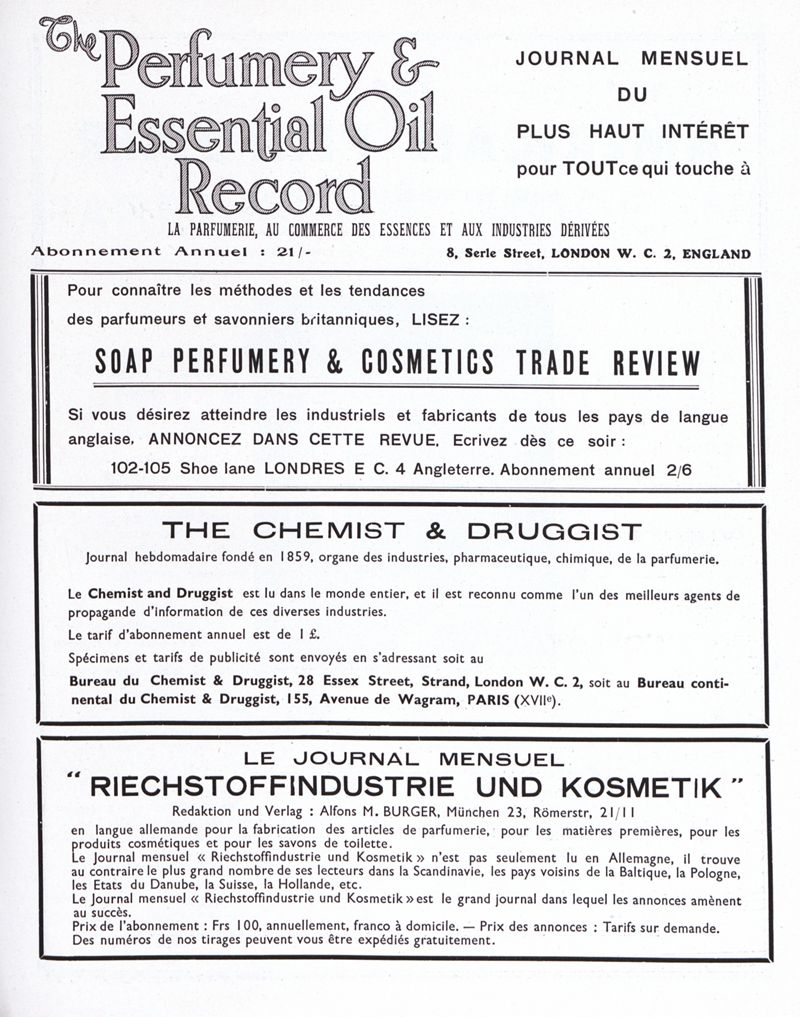 The
Perfumery &
Essential Oil
Record
JOURNAL MENSUEL
DU
PLUS HAUT INTÉRÊT
pour TOUT ce qui touche à
LA PARFUMERIE, AU COMMERCE DES ESSENCES ET AUX INDUSTRIES DÉRIVÉES
Abonnement Annuel : 21/-
8, Serle Street, LONDON W. C. 2, ENGLAND
Pour connaître les méthodes et les tendances
des parfumeurs et savonniers britanniques, LISEZ :
SOAP PERFUMERY & COSMETICS TRADE REVIEW
Si vous désirez atteindre les industriels et fabricants de tous les pays de langue
anglaise, ANNONCEZ DANS CETTE REVUE, Ecrivez dès ce soir :
102-105 Shoe lane LONDRES E C. 4 Angleterre. Abonnement annuel 2/6
THE CHEMIST & DRUGGIST
Journal hebdomadaire fondé en 1859, organe des industries, pharmaceutique, chimique, de la parfumerie.
Le Chemist and Druggist est lu dans le monde entier, et il est reconnu comme l'un des meilleurs agents de
propagande d'information de ces diverses industries.
Le tarif d'abonnement annuel est de 1 £.
Spécimens et tarifs de publicité sont envoyés en s'adressant soit au
Bureau du Chemist & Druggist, 28 Essex Street, Strand, London W. C. 2, soit au Bureau conti-
nental du Chemist & Druggist, 155, Avenue de Wagram, PARIS (XVIIe).
LE JOURNAL MENSUEL
“ RIECHSTOFFINDUSTRIE UND KOSMETIK ”
Redaktion und Verlag : Alfons M. BURGER, München 23, Römerstr, 21/11
en langue allemande pour la fabrication des articles de parfumerie, pour les matières premières, pour les
produits cosmétiques et pour les savons de toilette.
Le Journal mensuel « Riechstoffindustrie und Kosmetik » n'est pas seulement lu en Allemagne, il trouve
au contraire le plus grand nombre de ses lecteurs dans la Scandinavie, les pays voisins de la Baltique, la Pologne,
les Etats du Danube, la Suisse, la Hollande, etc.
Le Journal mensuel « Riechstoffindustrie und Kosmetik » est le grand journal dans lequel les annonces amènent
au succès.
Prix de l'abonnement : Frs 100, annuellement, franco à domicile. — Prix des annonces : Tarifs sur demande.
Des numéros de nos tirages peuvent vous être expédiés gratuitement.